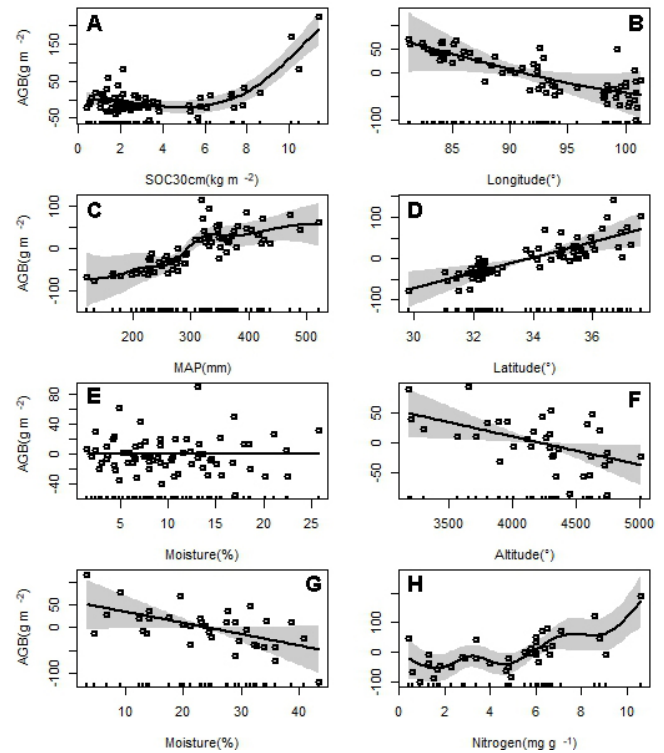 A
AGB(g m -2)
-50 50 150
0 2 4 6 8 10
SOC30cm(kg m -2)
B
-100 0 50
85 90 95 100
Longitude(°)
C
AGB(g m -2)
-100 0 100
200 300 400 500
MAP(mm)
D
-100 0 100
30 32 34 36
Latitude(°)
E
AGB(g m -2)
-40 0 40 80
5 10 15 20 25
Moisture(%)
F
-50 0 50
3500 4000 4500 5000
Altitude(°)
G
AGB(g m -2)
-100 0 100
10 20 30 40
Moisture(%)
H
-100 0 100
0 2 4 6 8 10
Nitrogen(mg g -1)